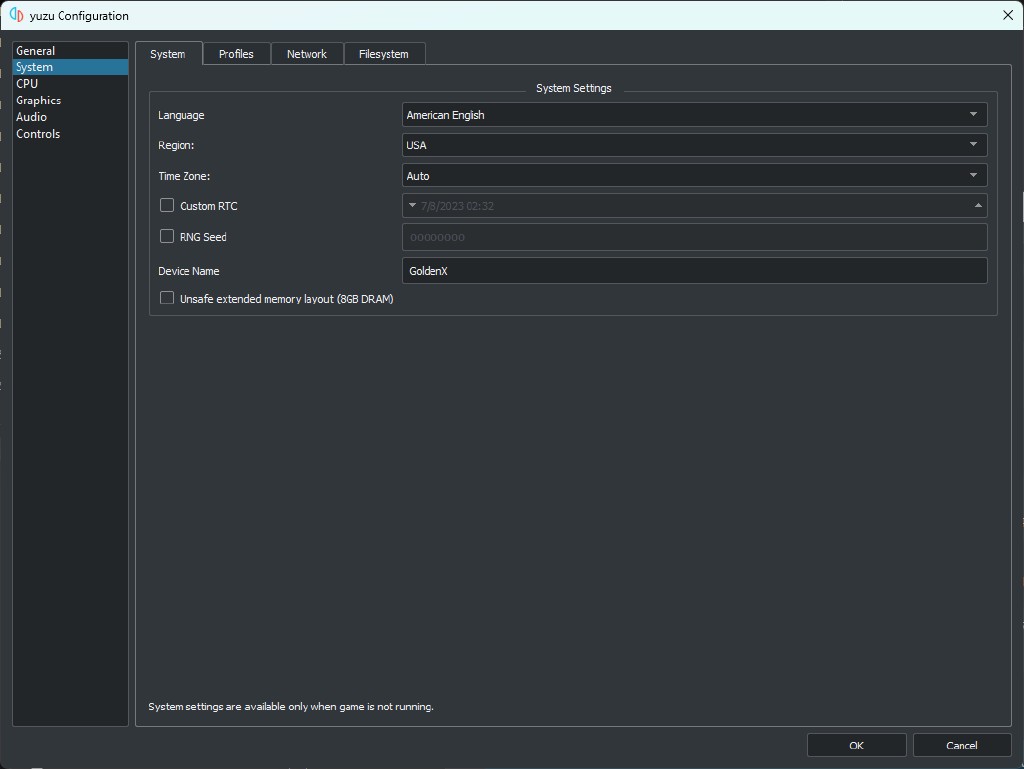 yuzu Configuration
General
System
CPU
Graphics
Audio
Controls
System Profiles Network Filesystem
System Settings
Language American English
Region: USA
Time Zone: Auto
Custom RTC 7/8/2023 02:32
RNG Seed 00000000
Device Name GoldenX
Unsafe extended memory layout (8GB DRAM)
System settings are available only when game is not running.
OK Cancel